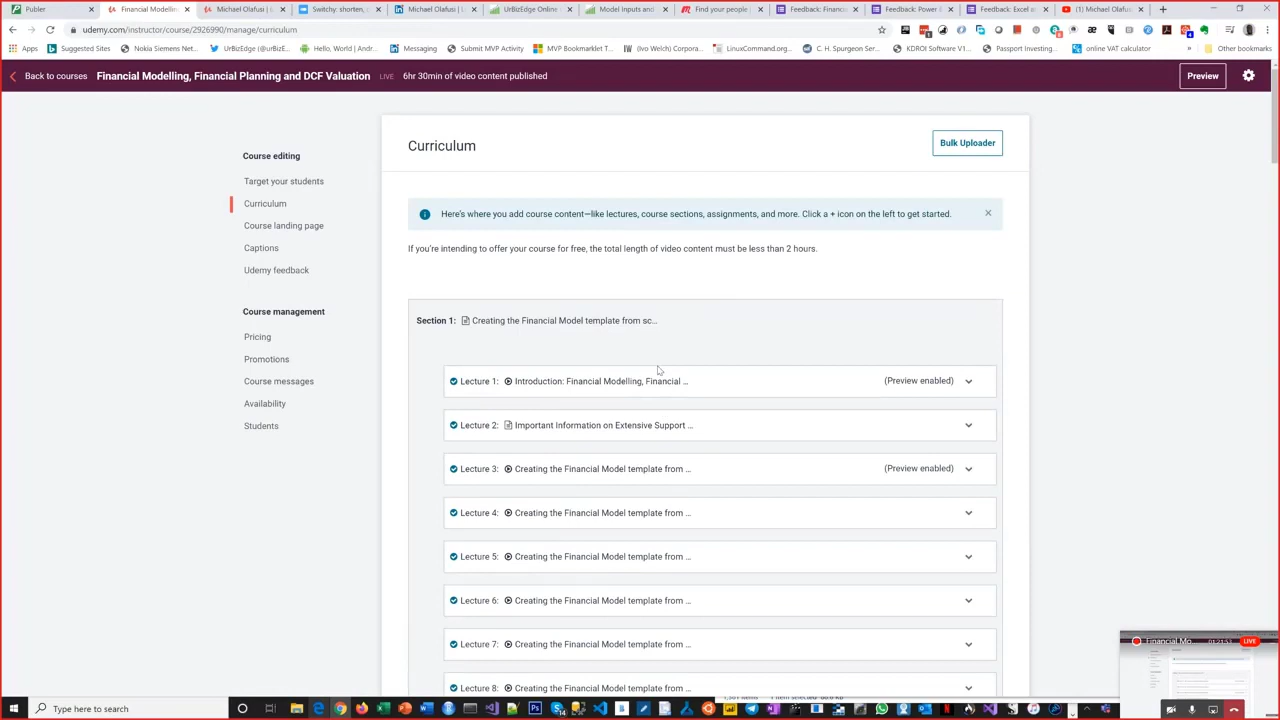 Publer
Financial Modelling
Michael Olafusi | U
Switchy: shorten,
Michael Olafusi | L
UrBizEdge Online
Model inputs and
Find your people |
Feedback: Financ
Feedback: Power
Feedback: Excel a
Michael Olafus
udemy.com/instructor/course/2926990/manage/curriculum
Apps
Suggested Sites
Nokia Siemens Net...
UrBizEdge (@urBiz...
Hello, World | Andr...
Messaging
Submit MVP Activity
MVP Bookmarklet T...
(Ivo Welch) Corpora...
LinuxCommand.org...
C. H. Spurgeon Ser...
KDROI Software V1...
Passport Investing...
online VAT calculator
Other bookmarks
Back to courses
Financial Modelling, Financial Planning and DCF Valuation
LIVE
6hr 30min of video content published
Preview
Course editing
Target your students
Curriculum
Course landing page
Captions
Udemy feedback
Course management
Pricing
Promotions
Course messages
Availability
Students
Curriculum
Bulk Uploader
Here's where you add course content—like lectures, course sections, assignments, and more. Click a + icon on the left to get started.
If you're intending to offer your course for free, the total length of video content must be less than 2 hours.
Section 1: Creating the Financial Model template from sc...
Lecture 1: Introduction: Financial Modelling, Financial ... (Preview enabled)
Lecture 2: Important Information on Extensive Support ...
Lecture 3: Creating the Financial Model template from ... (Preview enabled)
Lecture 4: Creating the Financial Model template from ...
Lecture 5: Creating the Financial Model template from ...
Lecture 6: Creating the Financial Model template from ...
Lecture 7: Creating the Financial Model template from ...
Lecture 8: Creating the Financial Model template from ...
Financial Mo
01:21:53
LIVE
Type here to search